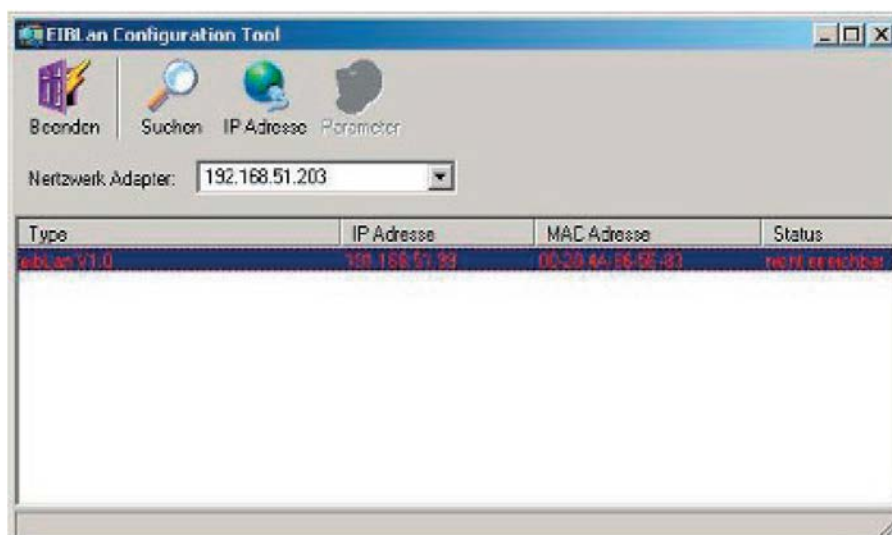 EIBLan Configuration Tool
Beenden Suchen IP Adresse Parameter
Nertzwerk Adapter: 192.168.51.203
Type IP Adresse MAC Adresse Status
eibLan V1.0 nicht erreichbar